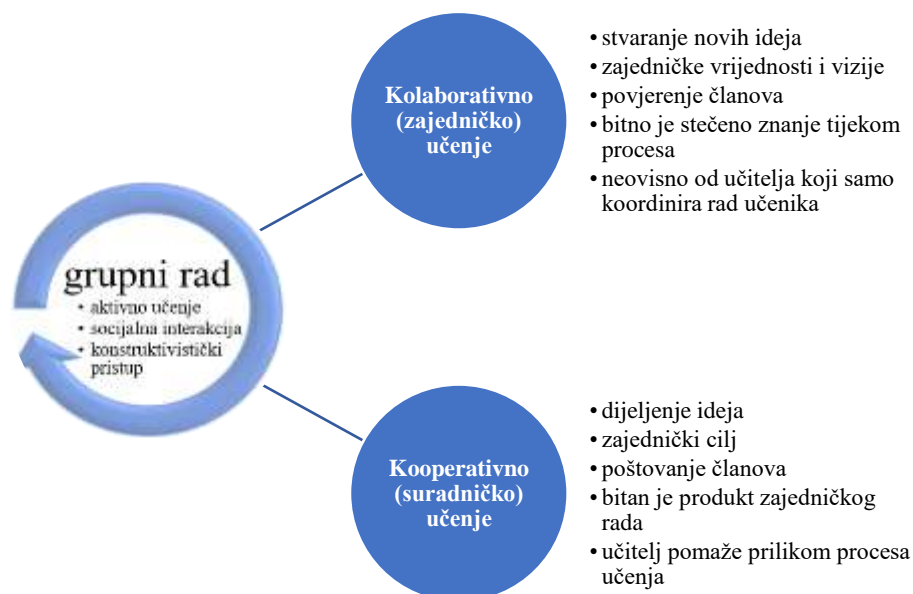 grupni rad
• aktivno učenje
• socijalna interakcija
• konstruktivistički
pristup
Kolaborativno
(zajedničko)
učenje
• stvaranje novih ideja
• zajedničke vrijednosti i vizije
• povjerenje članova
• bitno je stečeno znanje tijekom
procesa
• neovisno od učitelja koji samo
koordinira rad učenika
Kooperativno
(suradničko)
učenje
• dijeljenje ideja
• zajednički cilj
• poštovanje članova
• bitan je produkt zajedničkog
rada
• učitelj pomaže prilikom procesa
učenja